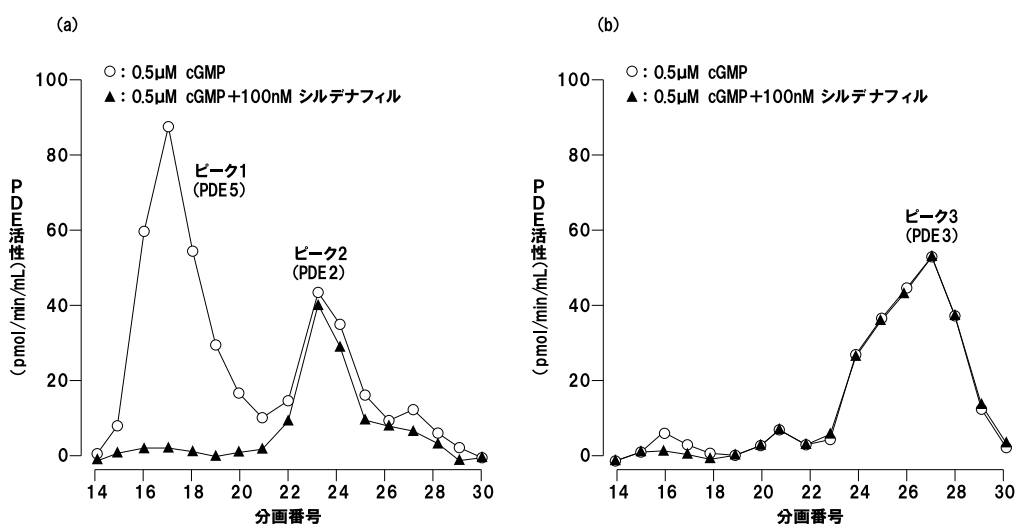 (a)
○：0.5μM cGMP
▲：0.5μM cGMP＋100nM シルデナフィル
PDE活性 (pmol/min/mL)
100
80
60
40
20
0
ピーク1
(PDE5)
ピーク2
(PDE2)
14 16 18 20 22 24 26 28 30
分画番号
(b)
○：0.5μM cGMP
▲：0.5μM cGMP＋100nM シルデナフィル
PDE活性 (pmol/min/mL)
100
80
60
40
20
0
ピーク3
(PDE3)
14 16 18 20 22 24 26 28 30
分画番号